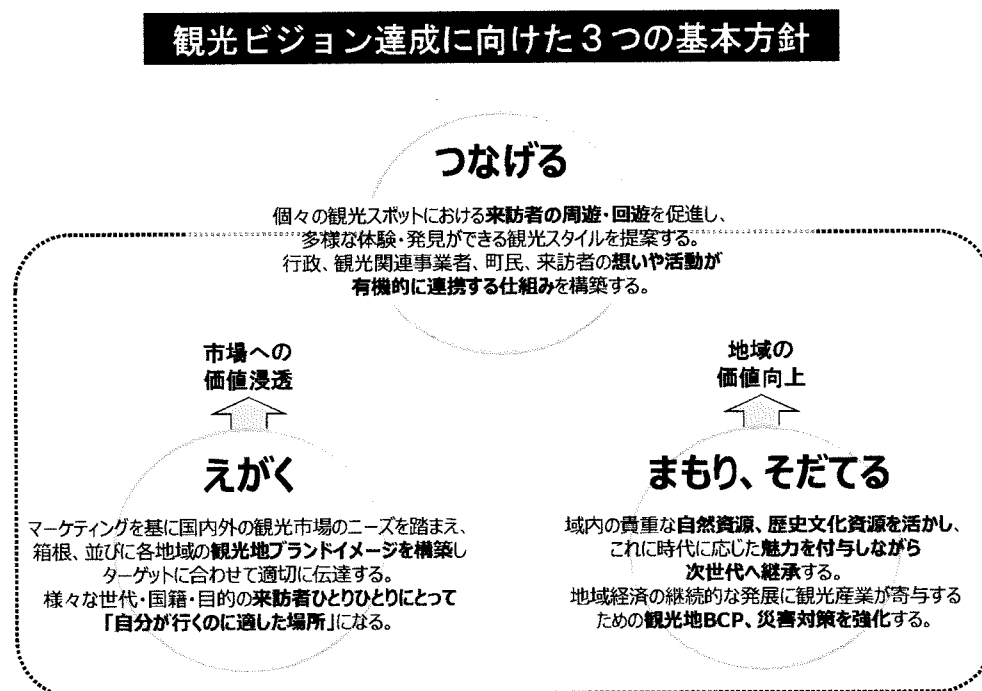 観光ビジョン達成に向けた3つの基本方針
つなげる
個々の観光スポットにおける来訪者の周遊・回遊を促進し、
多様な体験・発見ができる観光スタイルを提案する。
行政、観光関連事業者、町民、来訪者の想いや活動が
有機的に連携する仕組みを構築する。
市場への
価値浸透
えがく
マーケティングを基に国内外の観光市場のニーズを踏まえ、
箱根、並びに各地域の観光地ブランドイメージを構築し
ターゲットに合わせて適切に伝達する。
様々な世代・国籍・目的の来訪者ひとりひとりにとって
「自分が行くのに適した場所」になる。
地域の
価値向上
まもり、そだてる
域内の貴重な自然資源、歴史文化資源を活かし、
これに時代に応じた魅力を付与しながら
次世代へ継承する。
地域経済の継続的な発展に観光産業が寄与する
ための観光地BCP、災害対策を強化する。